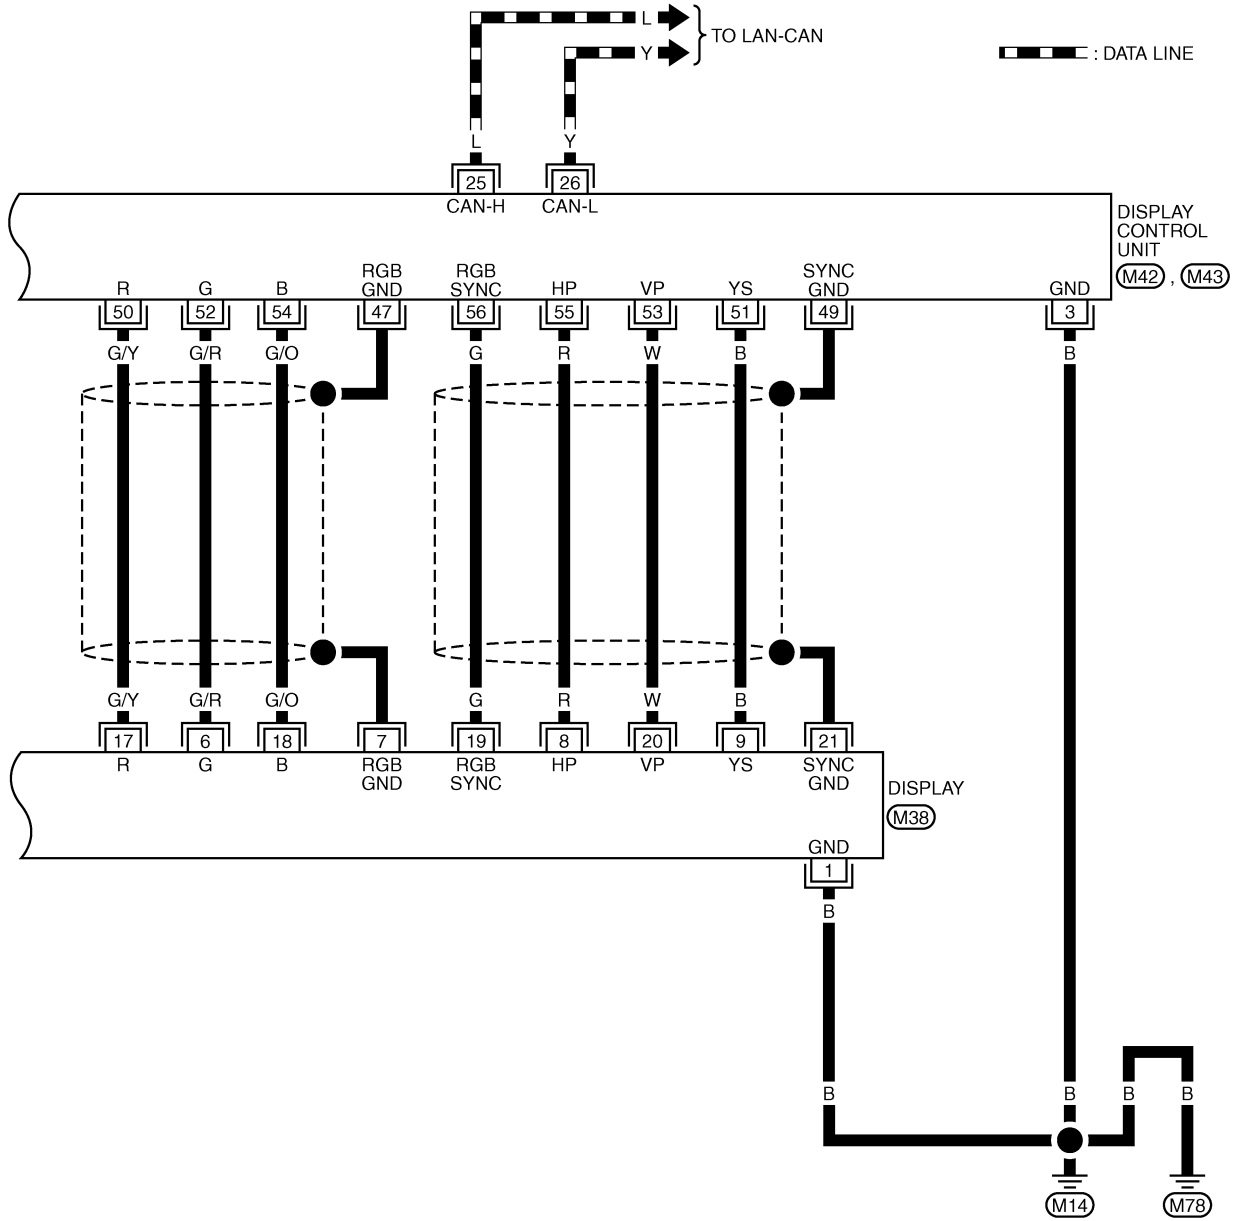 L
TO LAN-CAN
Y
: DATA LINE
L Y
25 26
CAN-H CAN-L
DISPLAY
CONTROL
UNIT
M42 , M43
R G B RGB GND RGB SYNC HP VP YS SYNC GND GND
50 52 54 47 56 55 53 51 49 3
G/Y G/R G/O G R W B B
G/Y G/R G/O G R W B
17 6 18 7 19 8 20 9 21
R G B RGB RGB HP VP YS SYNC
GND SYNC GND
DISPLAY
M38
GND
1
B
B B B B
M14 M78